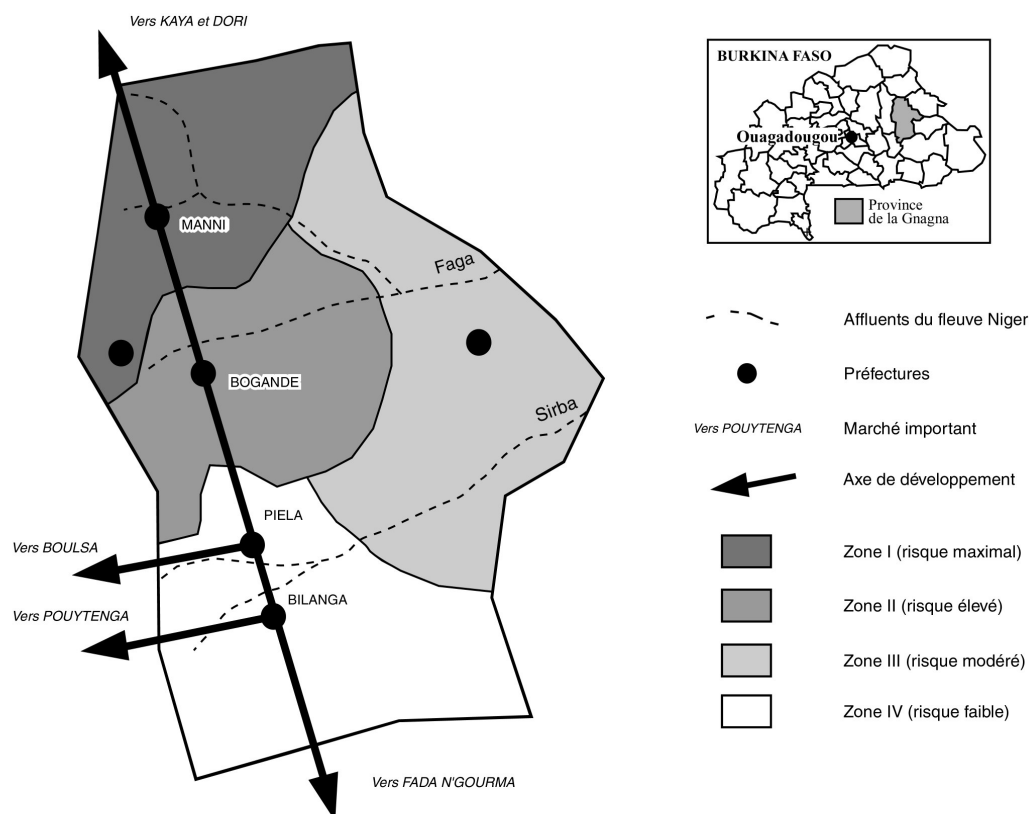 Vers KAYA et DORI
MANNI
Faga
BOGANDE
Sirba
PIELA
Vers BOULSA
BILANGA
Vers POUYTENGA
Vers FADA N'GOURMA
BURKINA FASO
Ouagadougou
Province
de la Gnagna
Affluents du fleuve Niger
Préfectures
Vers POUYTENGA
Marché important
Axe de développement
Zone I (risque maximal)
Zone II (risque élevé)
Zone III (risque modéré)
Zone IV (risque faible)